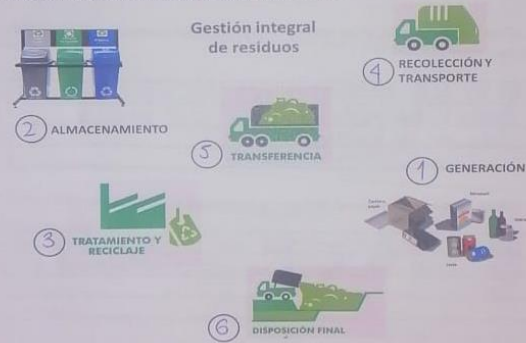 Gestión integral
de residuos
4 RECOLECCIÓN Y
TRANSPORTE
2 ALMACENAMIENTO
5 TRANSFERENCIA
1 GENERACIÓN
3 TRATAMIENTO Y
RECICLAJE
6 DISPOSICIÓN FINAL